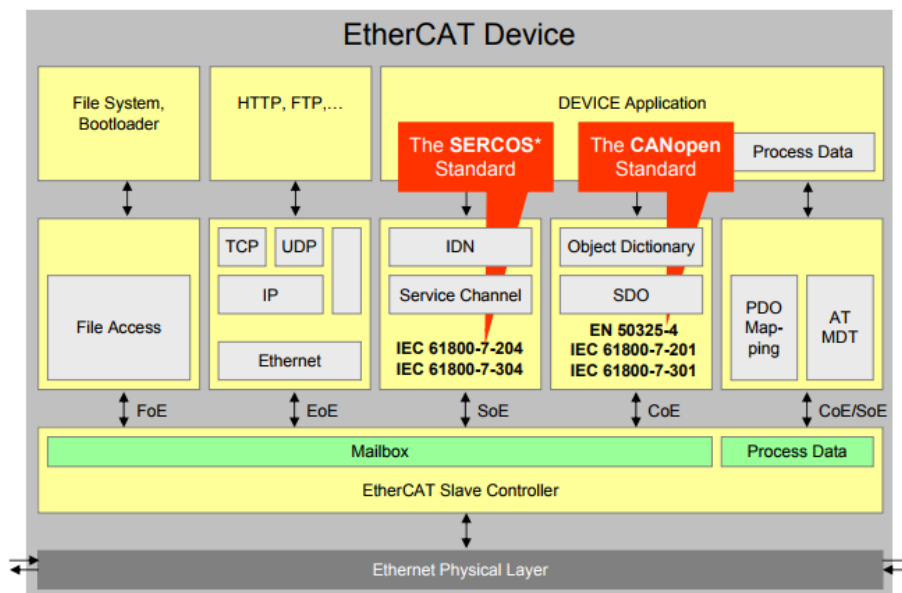 EtherCAT Device
File System,
Bootloader
HTTP, FTP,...
DEVICE Application
The SERCOS*
Standard
The CANopen
Standard
Process Data
File Access
TCP
UDP
IP
Ethernet
IDN
Service Channel
IEC 61800-7-204
IEC 61800-7-304
Object Dictionary
SDO
EN 50325-4
IEC 61800-7-201
IEC 61800-7-301
PDO
Map-
ping
AT
MDT
FoE
EoE
SoE
CoE
CoE/SoE
Mailbox
Process Data
EtherCAT Slave Controller
Ethernet Physical Layer